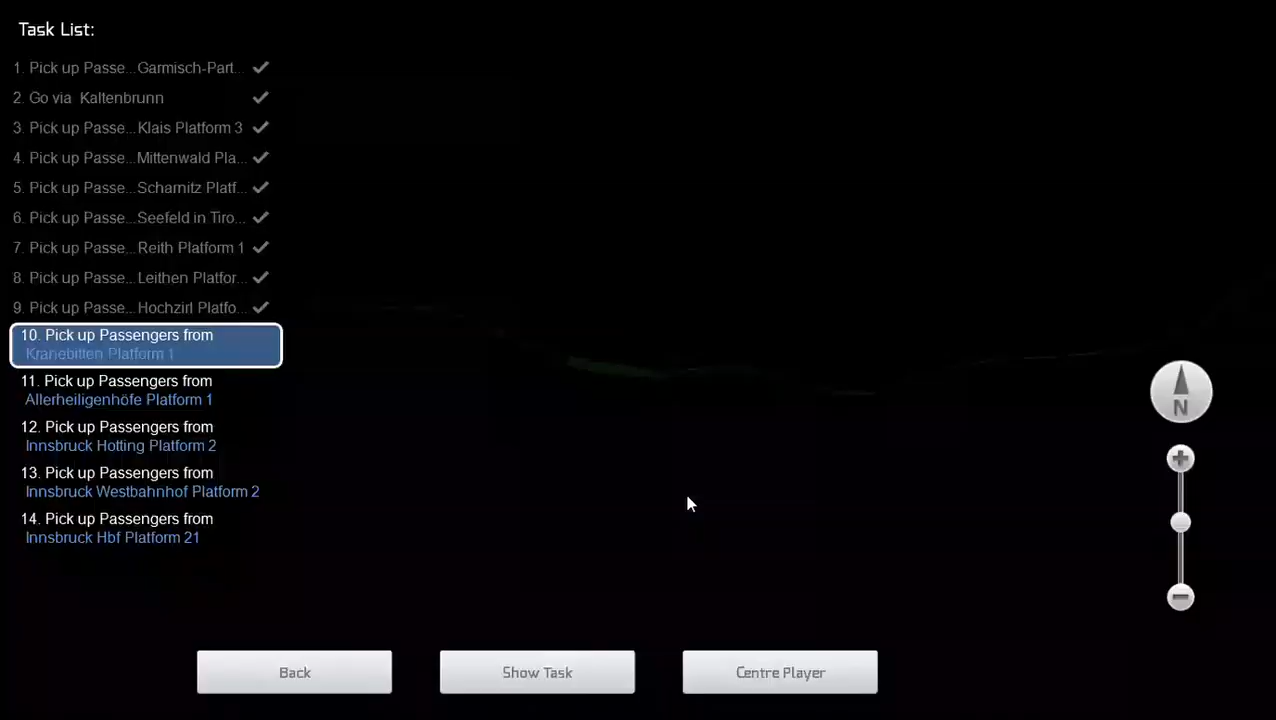 Task List:
1. Pick up Passe...Garmisch-Part...
2. Go via Kaltenbrunn
3. Pick up Passe...Klais Platform 3
4. Pick up Passe...Mittenwald Pla...
5. Pick up Passe...Scharnitz Platf...
6. Pick up Passe...Seefeld in Tiro...
7. Pick up Passe...Reith Platform 1
8. Pick up Passe...Leithen Platfor...
9. Pick up Passe...Hochzirl Platfo...
10. Pick up Passengers from
Kranebitten Platform 1
11. Pick up Passengers from
Allerheiligenhöfe Platform 1
12. Pick up Passengers from
Innsbruck Hotting Platform 2
13. Pick up Passengers from
Innsbruck Westbahnhof Platform 2
14. Pick up Passengers from
Innsbruck Hbf Platform 21
N
Back
Show Task
Centre Player